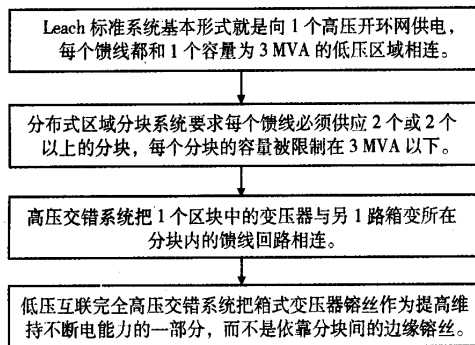 Leach 标准系统基本形式就是向 1 个高压开环网供电，
每个馈线都和 1 个容量为 3 MVA 的低压区域相连。
分布式区域分块系统要求每个馈线必须供应 2 个或 2 个
以上的分块，每个分块的容量被限制在 3 MVA 以下。
高压交错系统把 1 个区块中的变压器与另 1 路箱变所在
分块内的馈线回路相连。
低压互联完全高压交错系统把箱式变压器镕丝作为提高维
持不断电能力的一部分，而不是依靠分块间的边缘镕丝。